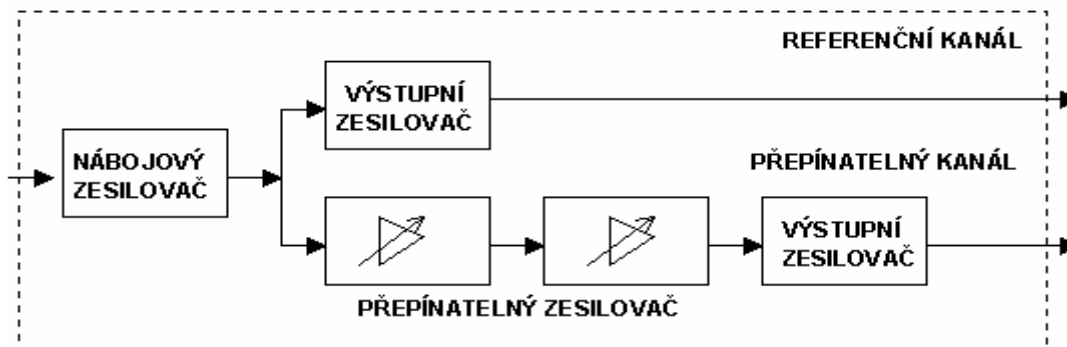 REFERENČNÍ KANÁL
VÝSTUPNÍ
ZESILOVAČ
NÁBOJOVÝ
ZESILOVAČ
PŘEPÍNATELNÝ KANÁL
VÝSTUPNÍ
ZESILOVAČ
PŘEPÍNATELNÝ ZESILOVAČ